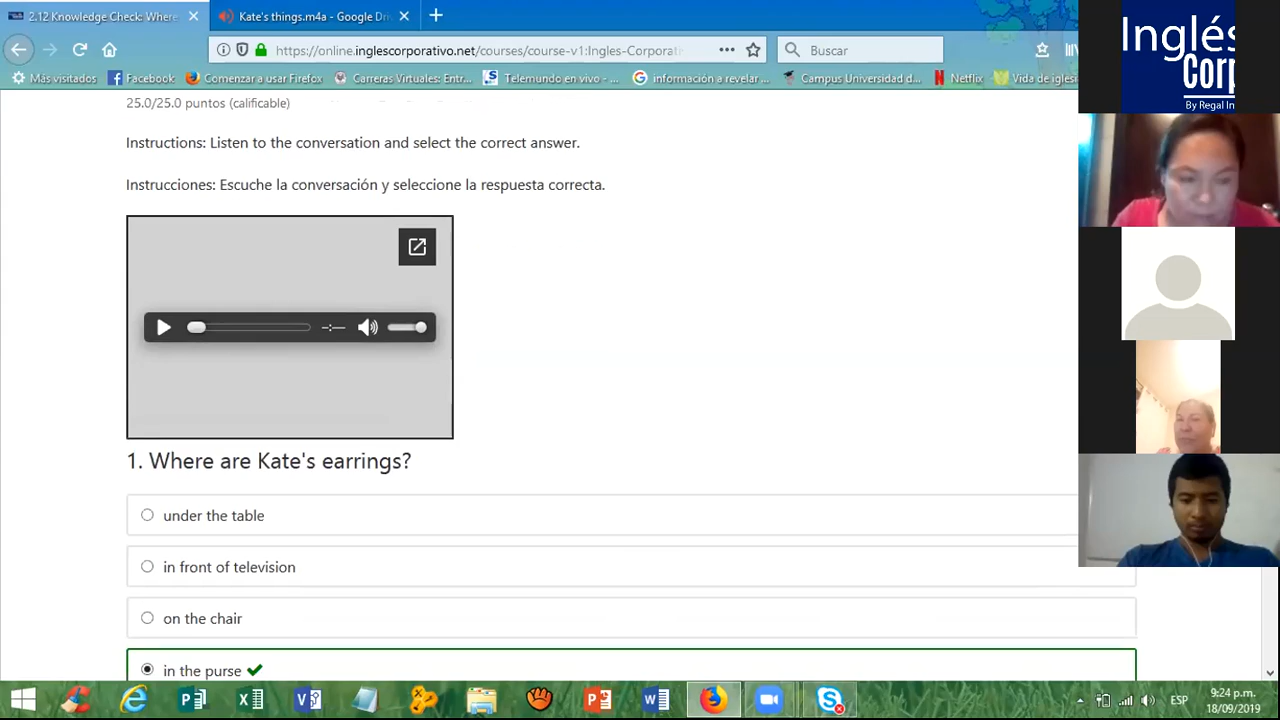 2.12 Knowledge Check: Where
Kate's things.m4a - Google Dri
https://online.inglescorporativo.net/courses/course-v1:Ingles-Corporat
Buscar
Más visitados
Facebook
Comenzar a usar Firefox
Carreras Virtuales: Entr...
Telemundo en vivo - ...
información a revelar ...
Campus Universidad d...
Netflix
Vida de iglesi
25.0/25.0 puntos (calificable)
Instructions: Listen to the conversation and select the correct answer.
Instrucciones: Escuche la conversación y seleccione la respuesta correcta.
-:--
1. Where are Kate's earrings?
under the table
in front of television
on the chair
in the purse
Inglés
Corp
By Regal In
ESP
9:24 p.m.
18/09/2019